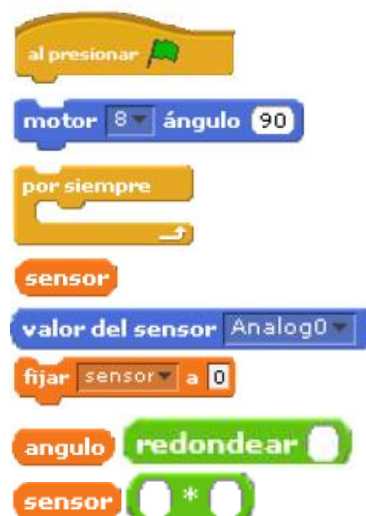 al presionar
motor 8 ángulo 90
por siempre
sensor
valor del sensor Analog0
fijar sensor a 0
angulo redondear
sensor *